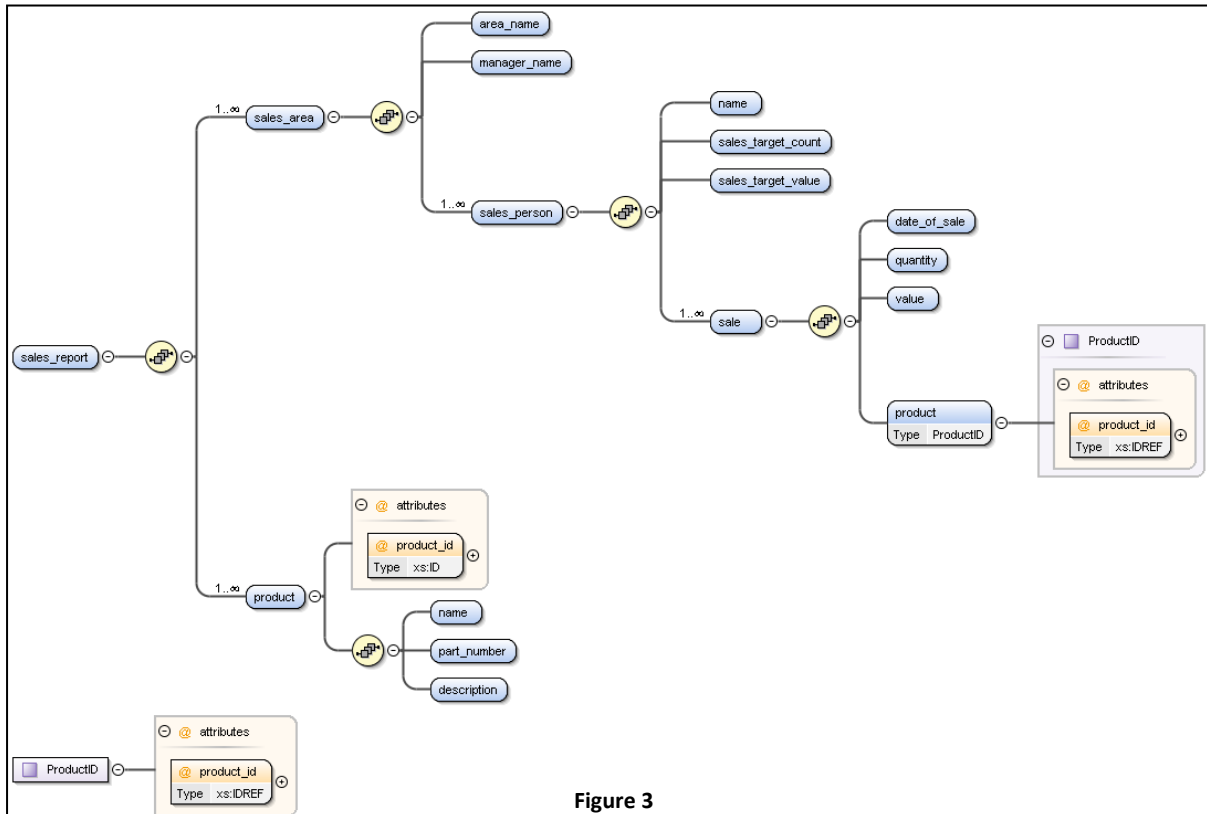 area_name
manager_name
1..∞
sales_area
name
sales_target_count
sales_target_value
1..∞
sales_person
date_of_sale
quantity
value
1..∞
sale
ProductID
@ attributes
@ product_id
Type xs:IDREF
product
Type ProductID
sales_report
@ attributes
@ product_id
Type xs:ID
1..∞
product
name
part_number
description
@ attributes
ProductID
@ product_id
Type xs:IDREF
Figure 3